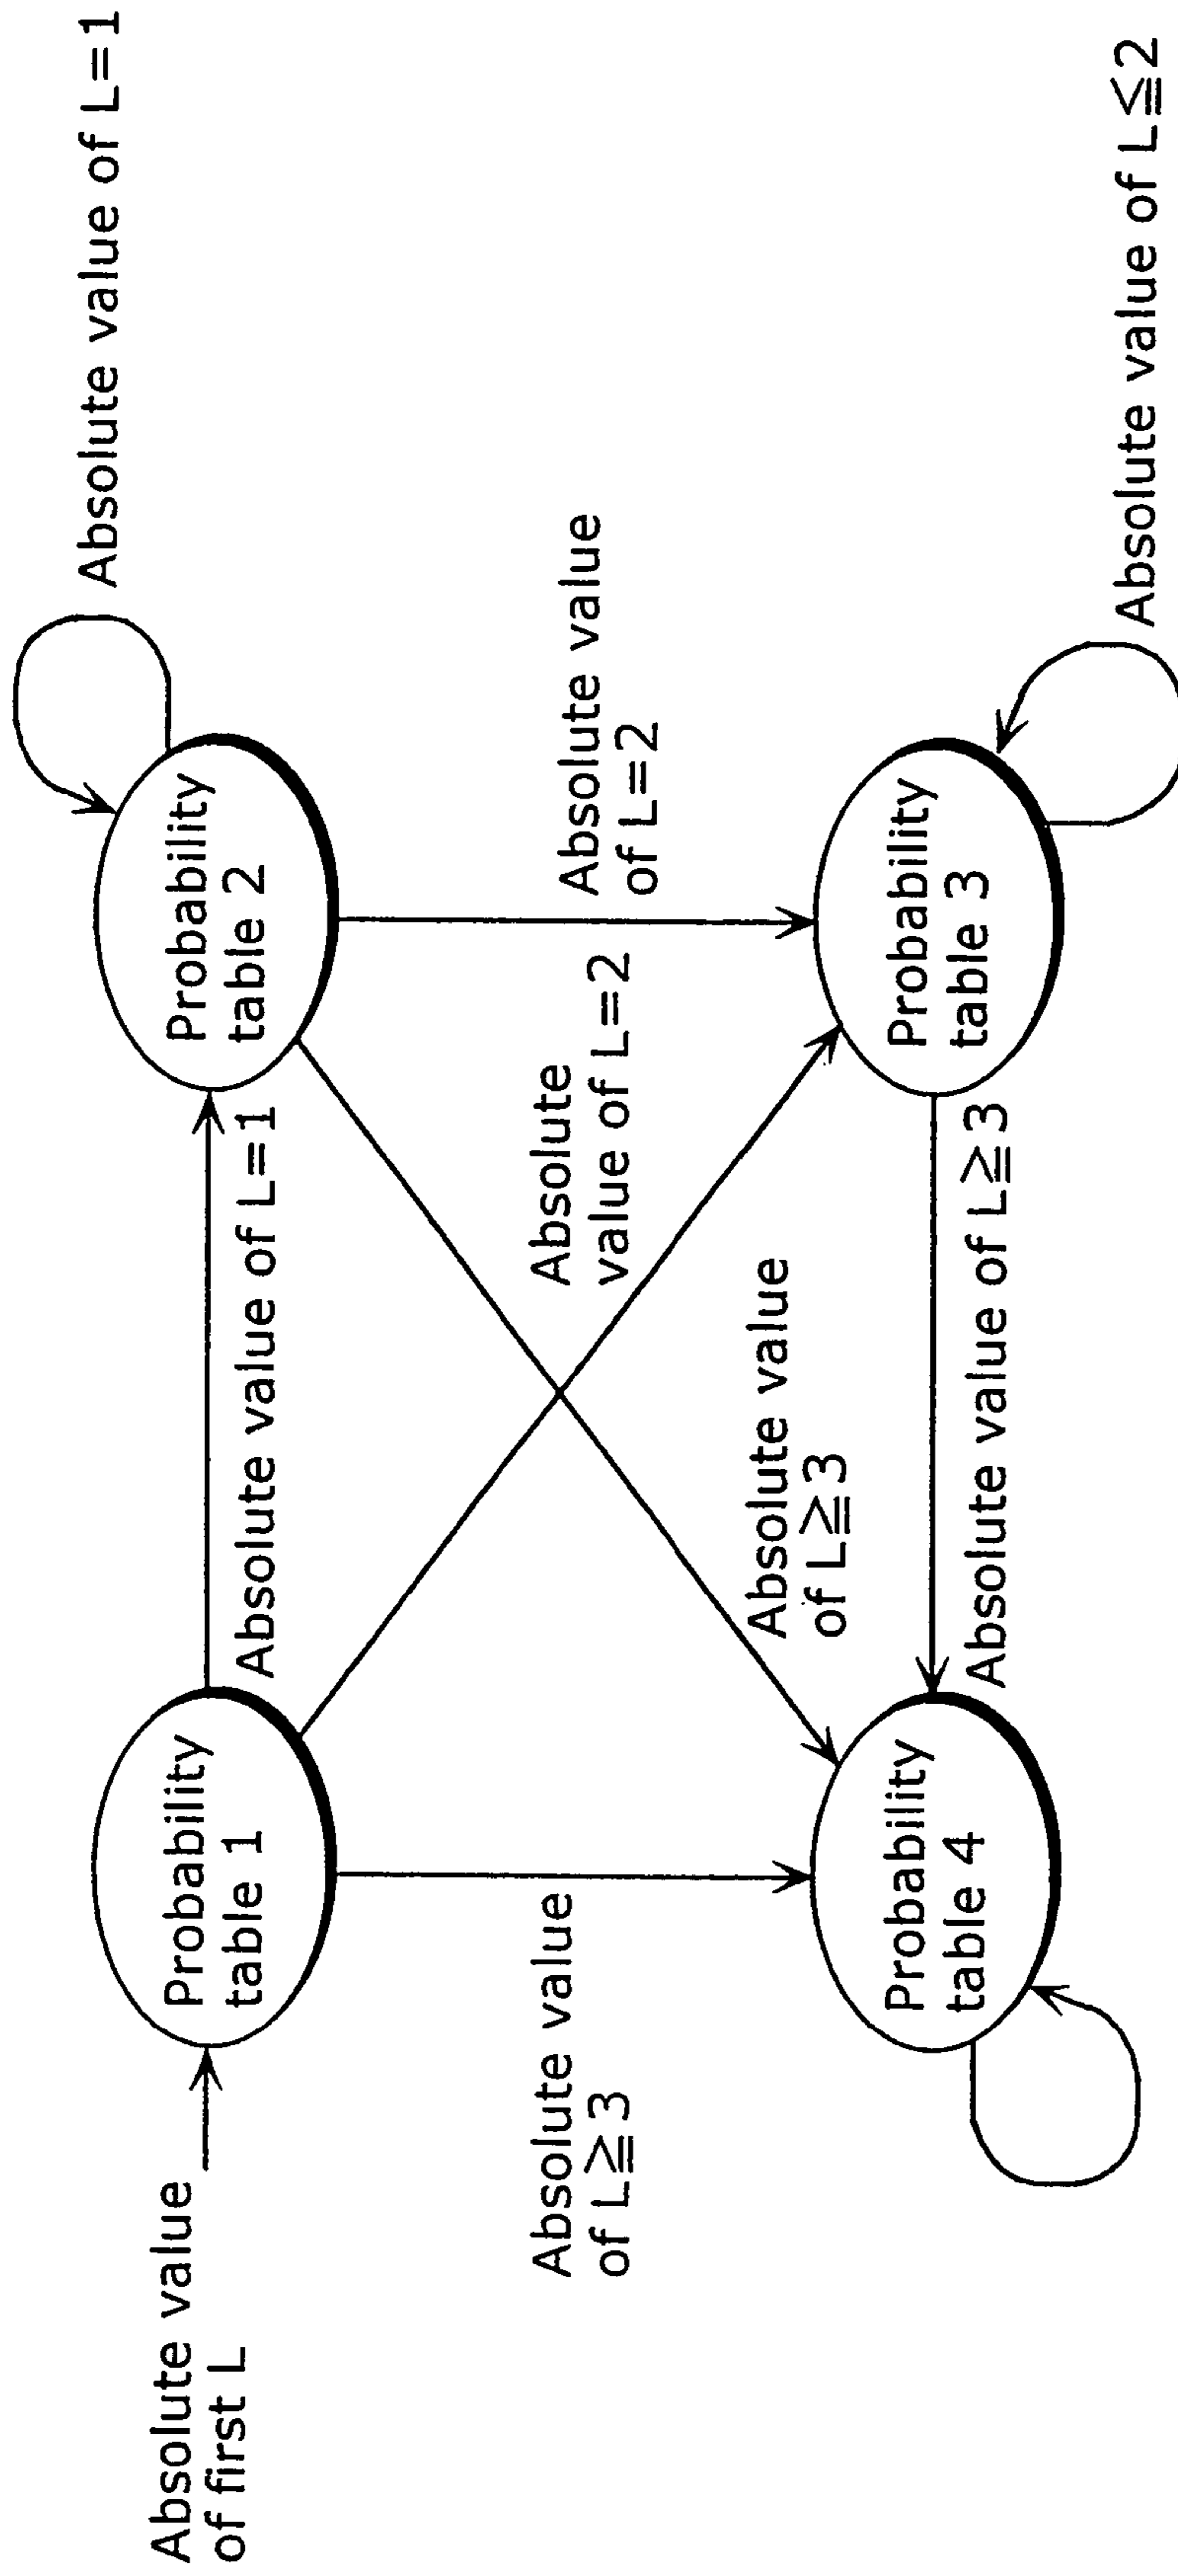 Absolute value
of first L
Probability
table 1
Absolute value of L=1
Probability
table 2
Absolute value of L=1
Absolute value
of L≧3
Absolute
value of L=2
Absolute value
of L=2
Absolute value
of L≧3
Probability
table 4
Absolute value of L≧3
Probability
table 3
Absolute value of L≦2